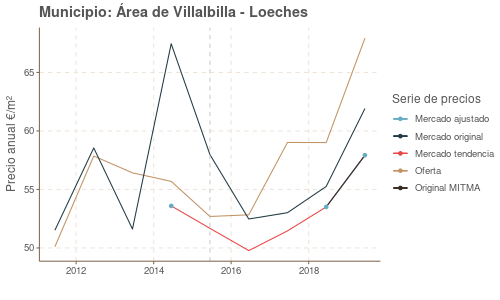 Municipio: Área de Villalbilla - Loeches
Precio anual €/m²
65
60
55
50
2012
2014
2016
2018
Serie de precios
Mercado ajustado
Mercado original
Mercado tendencia
Oferta
Original MITMA